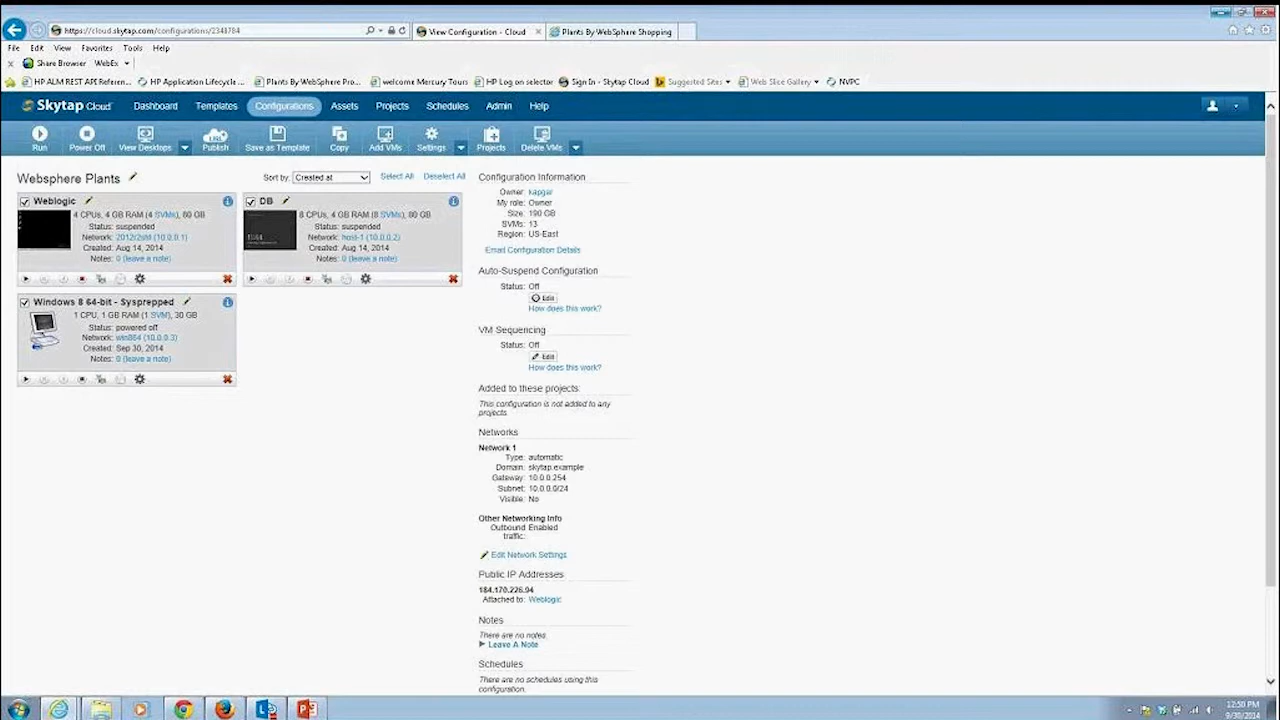 https://cloud.skytap.com/configurations/2348784
View Configuration - Cloud
Plants By WebSphere Shopping
File Edit View Favorites Tools Help
x Share Browser WebEx
HP ALM REST API Referen...
HP Application Lifecycle ...
Plants By WebSphere Pro...
welcome Mercury Tours
HP Log on selector
Sign In - Skytap Cloud
Suggested Sites
Web Slice Gallery
NVPC
Skytap Cloud
Dashboard Templates Configurations Assets Projects Schedules Admin Help
Run Power Off View Desktops Publish Save as Template Copy Add VMs Settings Projects Delete VMs
Websphere Plants
Sort by: Created at Select All Deselect All
Weblogic
4 CPUs, 4 GB RAM (4 SVMs), 80 GB
Status: suspended
Network: 2012r2sm (10.0.0.1)
Created: Aug 14, 2014
Notes: 0 (leave a note)
DB
8 CPUs, 4 GB RAM (8 SVMs), 80 GB
Status: suspended
Network: host-1 (10.0.0.2)
Created: Aug 14, 2014
Notes: 0 (leave a note)
Windows 8 64-bit - Sysprepped
1 CPU, 1 GB RAM (1 SVM), 30 GB
Status: powered off
Network: win864 (10.0.0.3)
Created: Sep 30, 2014
Notes: 0 (leave a note)
Configuration Information
Owner: kapgar
My role: Owner
Size: 190 GB
SVMs: 13
Region: US-East
Email Configuration Details
Auto-Suspend Configuration
Status: Off
Edit
How does this work?
VM Sequencing
Status: Off
Edit
How does this work?
Added to these projects:
This configuration is not added to any
projects.
Networks
Network 1
Type: automatic
Domain: skytap.example
Gateway: 10.0.0.254
Subnet: 10.0.0.0/24
Visible: No
Other Networking Info
Outbound Enabled
traffic:
Edit Network Settings
Public IP Addresses
184.170.226.94
Attached to: Weblogic
Notes
There are no notes.
Leave A Note
Schedules
There are no schedules using this
configuration.
12:50 PM
9/30/2014